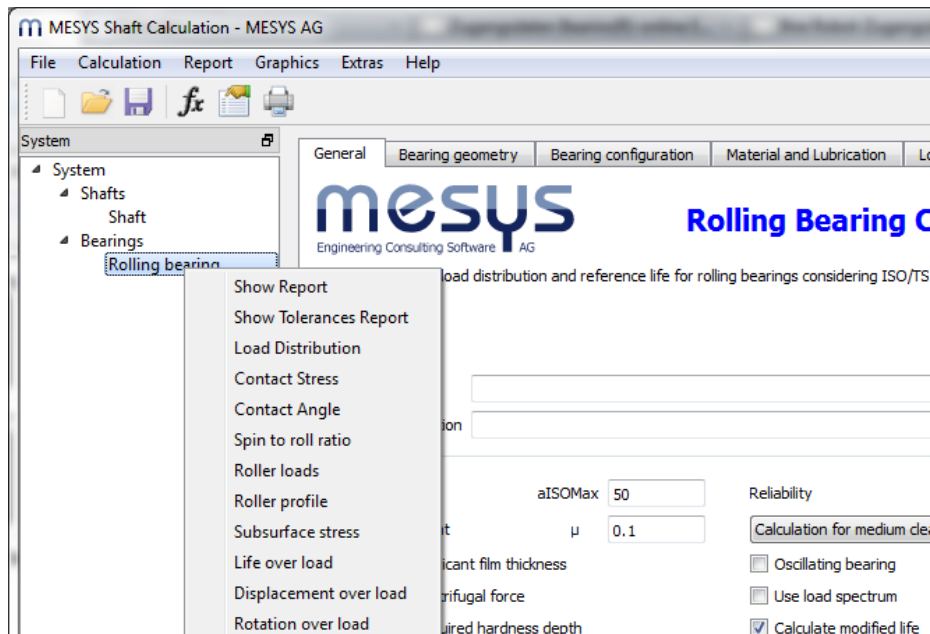 MESYS Shaft Calculation - MESYS AG
File Calculation Report Graphics Extras Help
fx
System
General Bearing geometry Bearing configuration Material and Lubrication
System
Shafts
Shaft
Bearings
Rolling bearing
mesys
Engineering Consulting Software AG
Rolling Bearing C
load distribution and reference life for rolling bearings considering ISO/TS
Show Report
Show Tolerances Report
Load Distribution
Contact Stress
Contact Angle
Spin to roll ratio
Roller loads
Roller profile
Subsurface stress
Life over load
Displacement over load
Rotation over load
aISOMax 50 Reliability
μ 0.1 Calculation for medium clea
film thickness Oscillating bearing
force Use load spectrum
hardness depth Calculate modified life